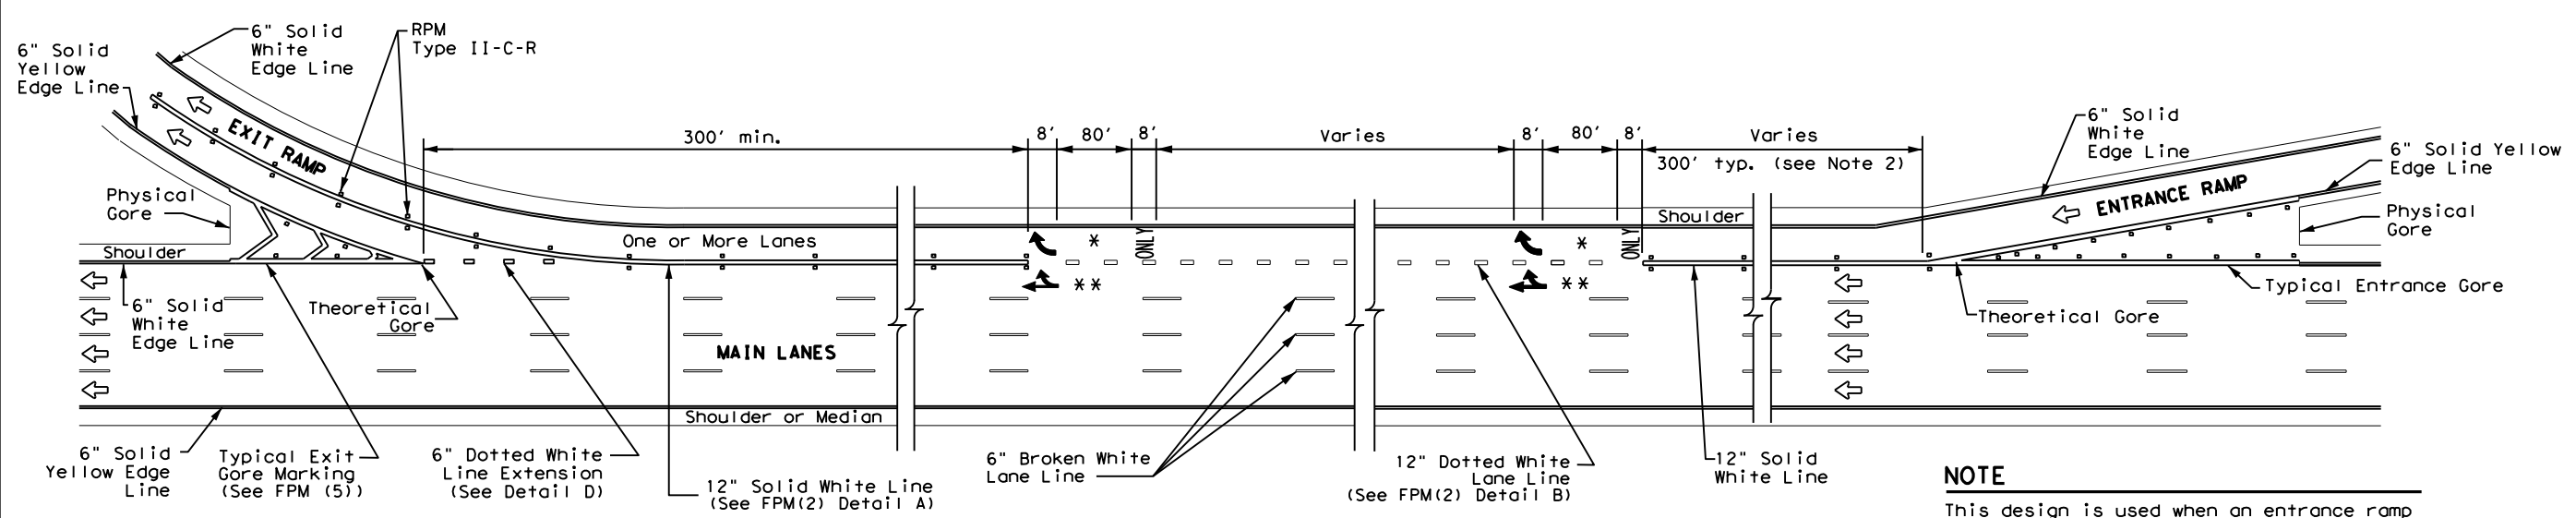 6" Solid
White
Edge Line
RPM
Type II-C-R
6" Solid
Yellow
Edge Line
EXIT RAMP
300' min.
8'
80'
8'
Varies
8'
80'
8'
Varies
300' typ. (see Note 2)
6" Solid
White
Edge Line
6" Solid Yellow
Edge Line
ENTRANCE RAMP
Physical
Gore
Physical
Gore
Shoulder
One or More Lanes
*
ONLY
*
ONLY
Shoulder
**
**
6" Solid
White
Edge Line
Theoretical
Gore
Typical Entrance Gore
Theoretical Gore
MAIN LANES
Shoulder or Median
6" Solid
Yellow Edge
Line
Typical Exit
Gore Marking
(See FPM (5))
6" Dotted White
Line Extension
(See Detail D)
12" Solid White Line
(See FPM(2) Detail A)
6" Broken White
Lane Line
12" Dotted White
Lane Line
(See FPM(2) Detail B)
12" Solid
White Line
NOTE
This design is used when an entrance ramp